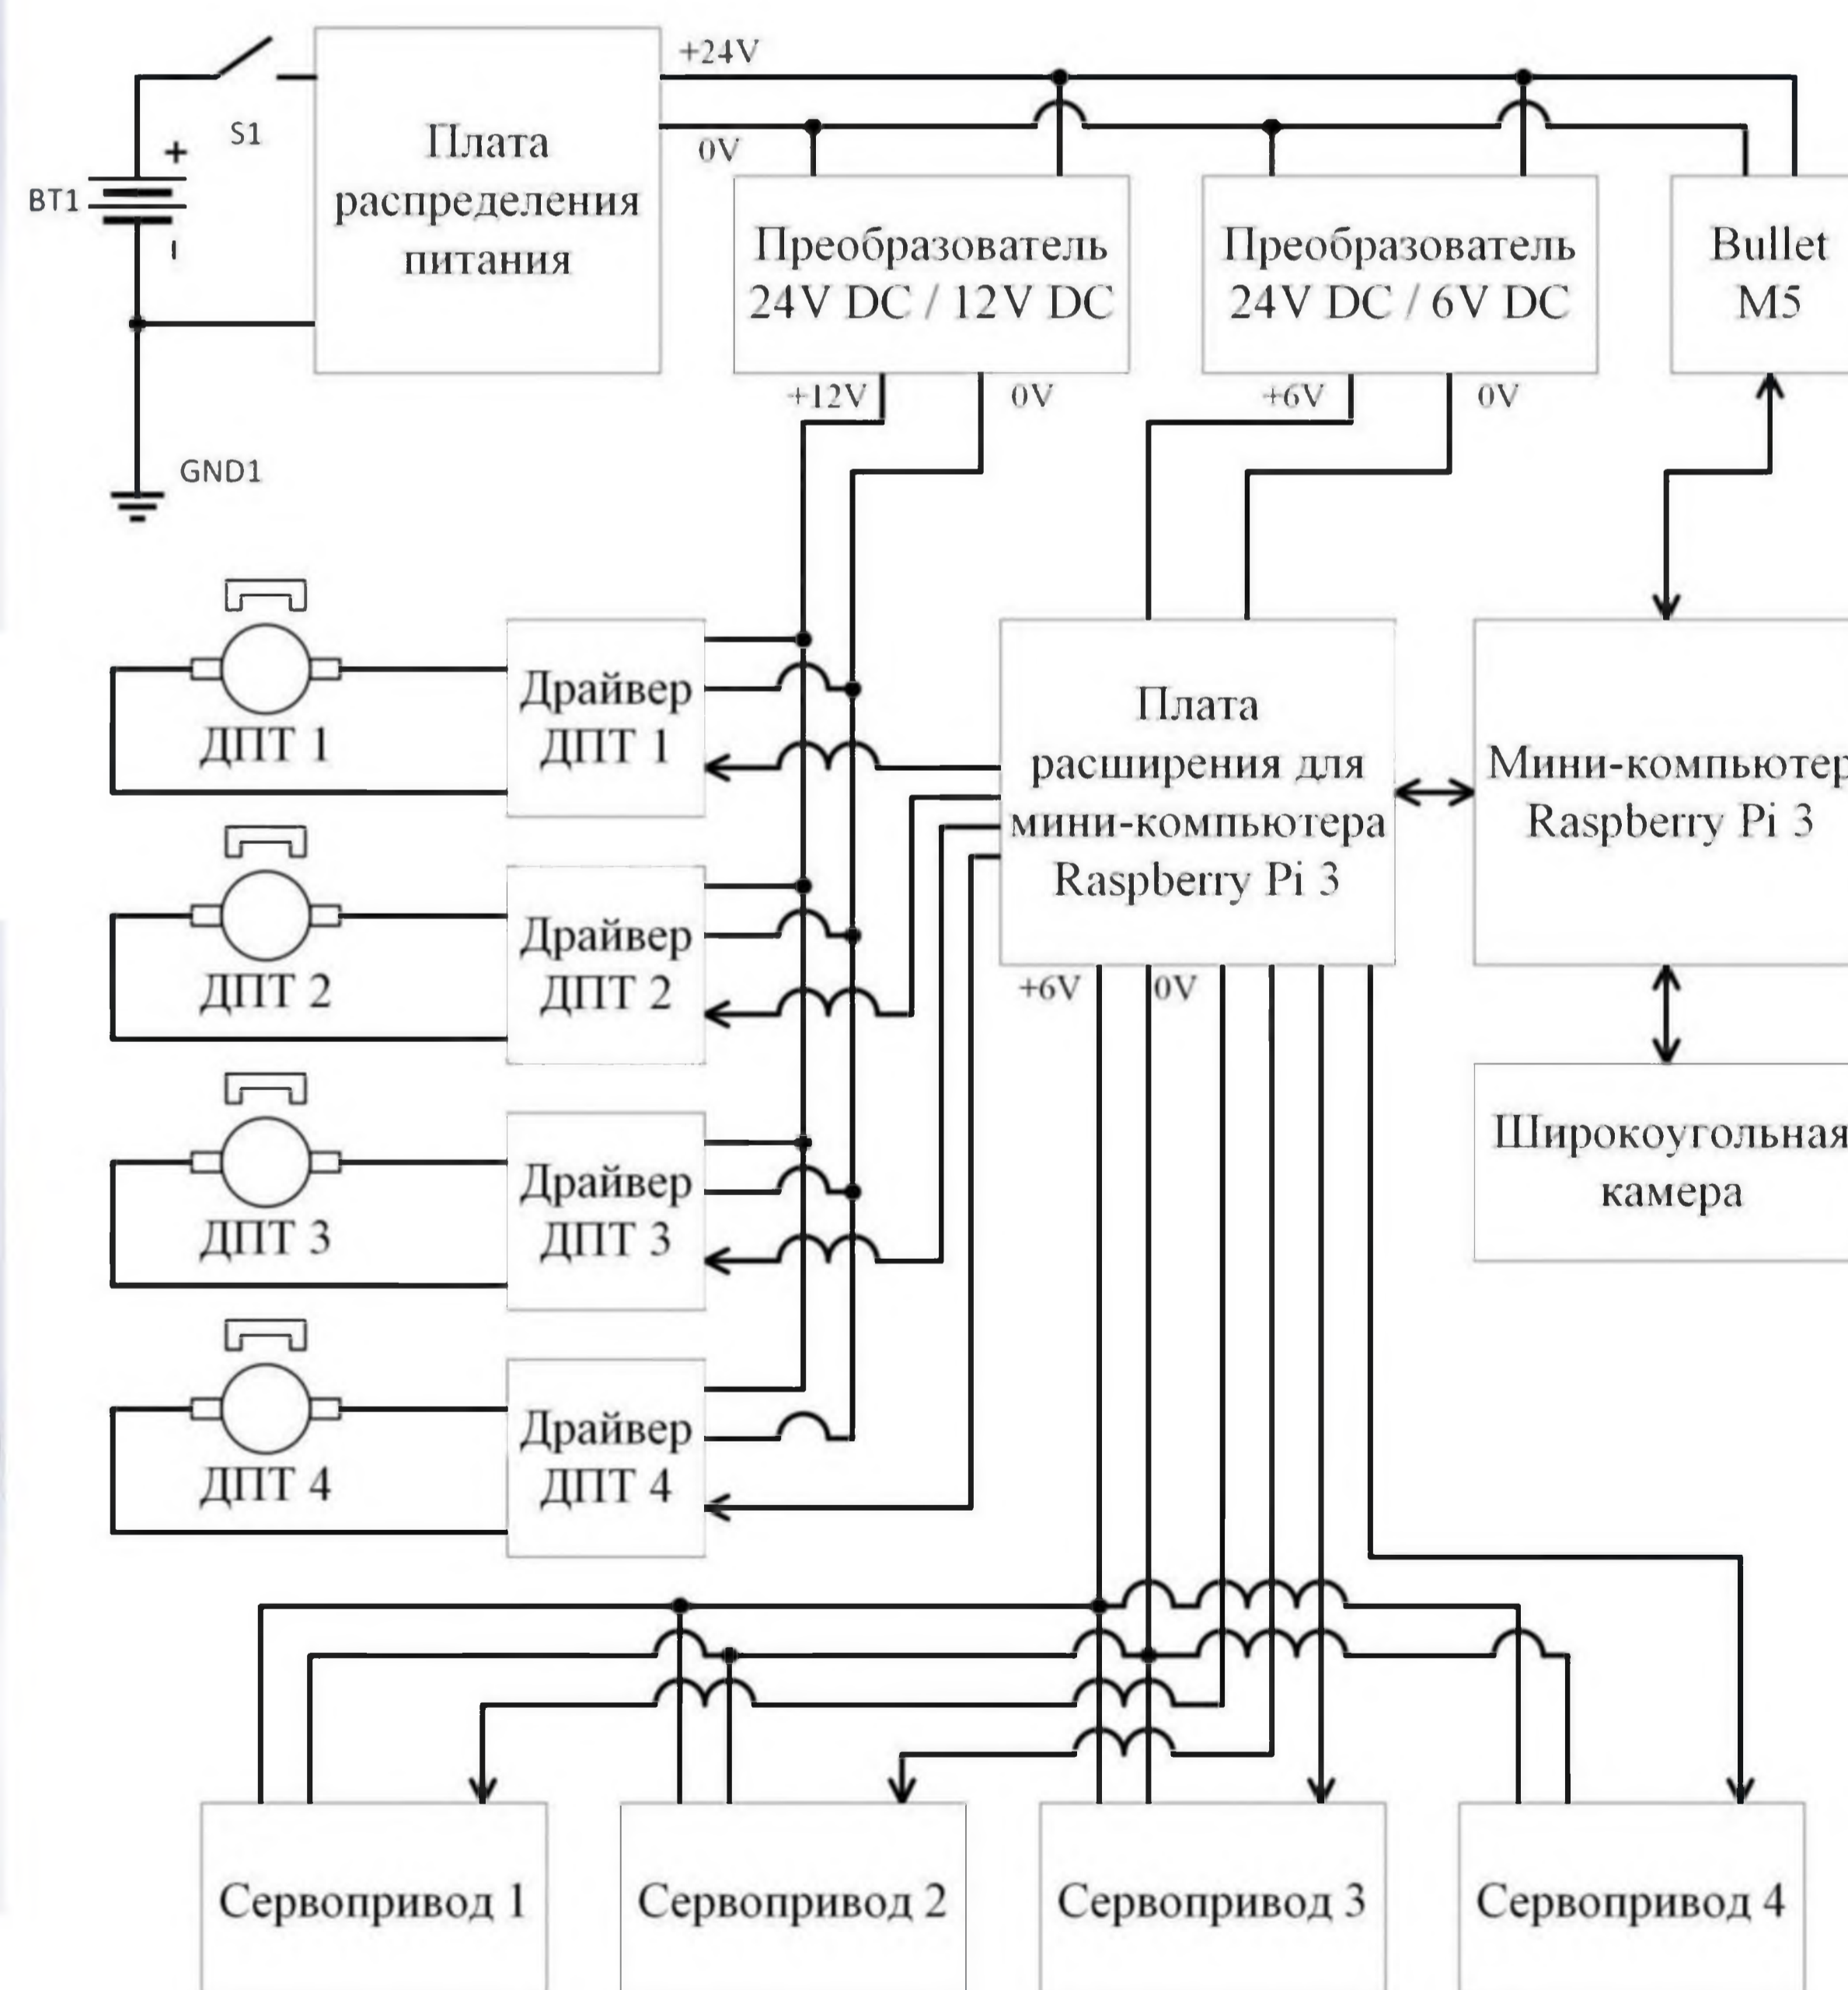 +24V
S1
Плата
распределения
питания
0V
+
BT1
Преобразователь
24V DC / 12V DC
Преобразователь
24V DC / 6V DC
Bullet
M5
+12V
0V
+6V
0V
GND1
Драйвер
ДПТ 1
ДПТ 1
Плата
расширения для
мини-компьютера
Raspberry Pi 3
Мини-компьютер
Raspberry Pi 3
Драйвер
ДПТ 2
ДПТ 2
+6V
0V
Широкоугольная
камера
Драйвер
ДПТ 3
ДПТ 3
Драйвер
ДПТ 4
ДПТ 4
Сервопривод 1
Сервопривод 2
Сервопривод 3
Сервопривод 4